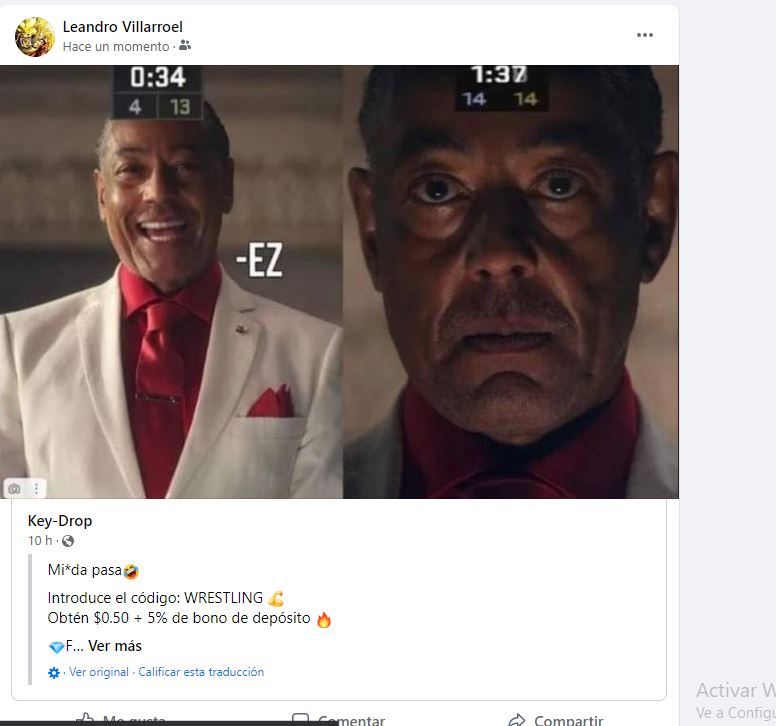 Leandro Villarroel
Hace un momento ·
0:34
4 13
1:37
14 14
-EZ
Key-Drop
10 h ·
Mi*da pasa🤣
Introduce el código: WRESTLING 💪
Obtén $0.50 + 5% de bono de depósito 🔥
💎F... Ver más
· Ver original · Calificar esta traducción
Me gusta Comentar Compartir
Activar W
Ve a Configu